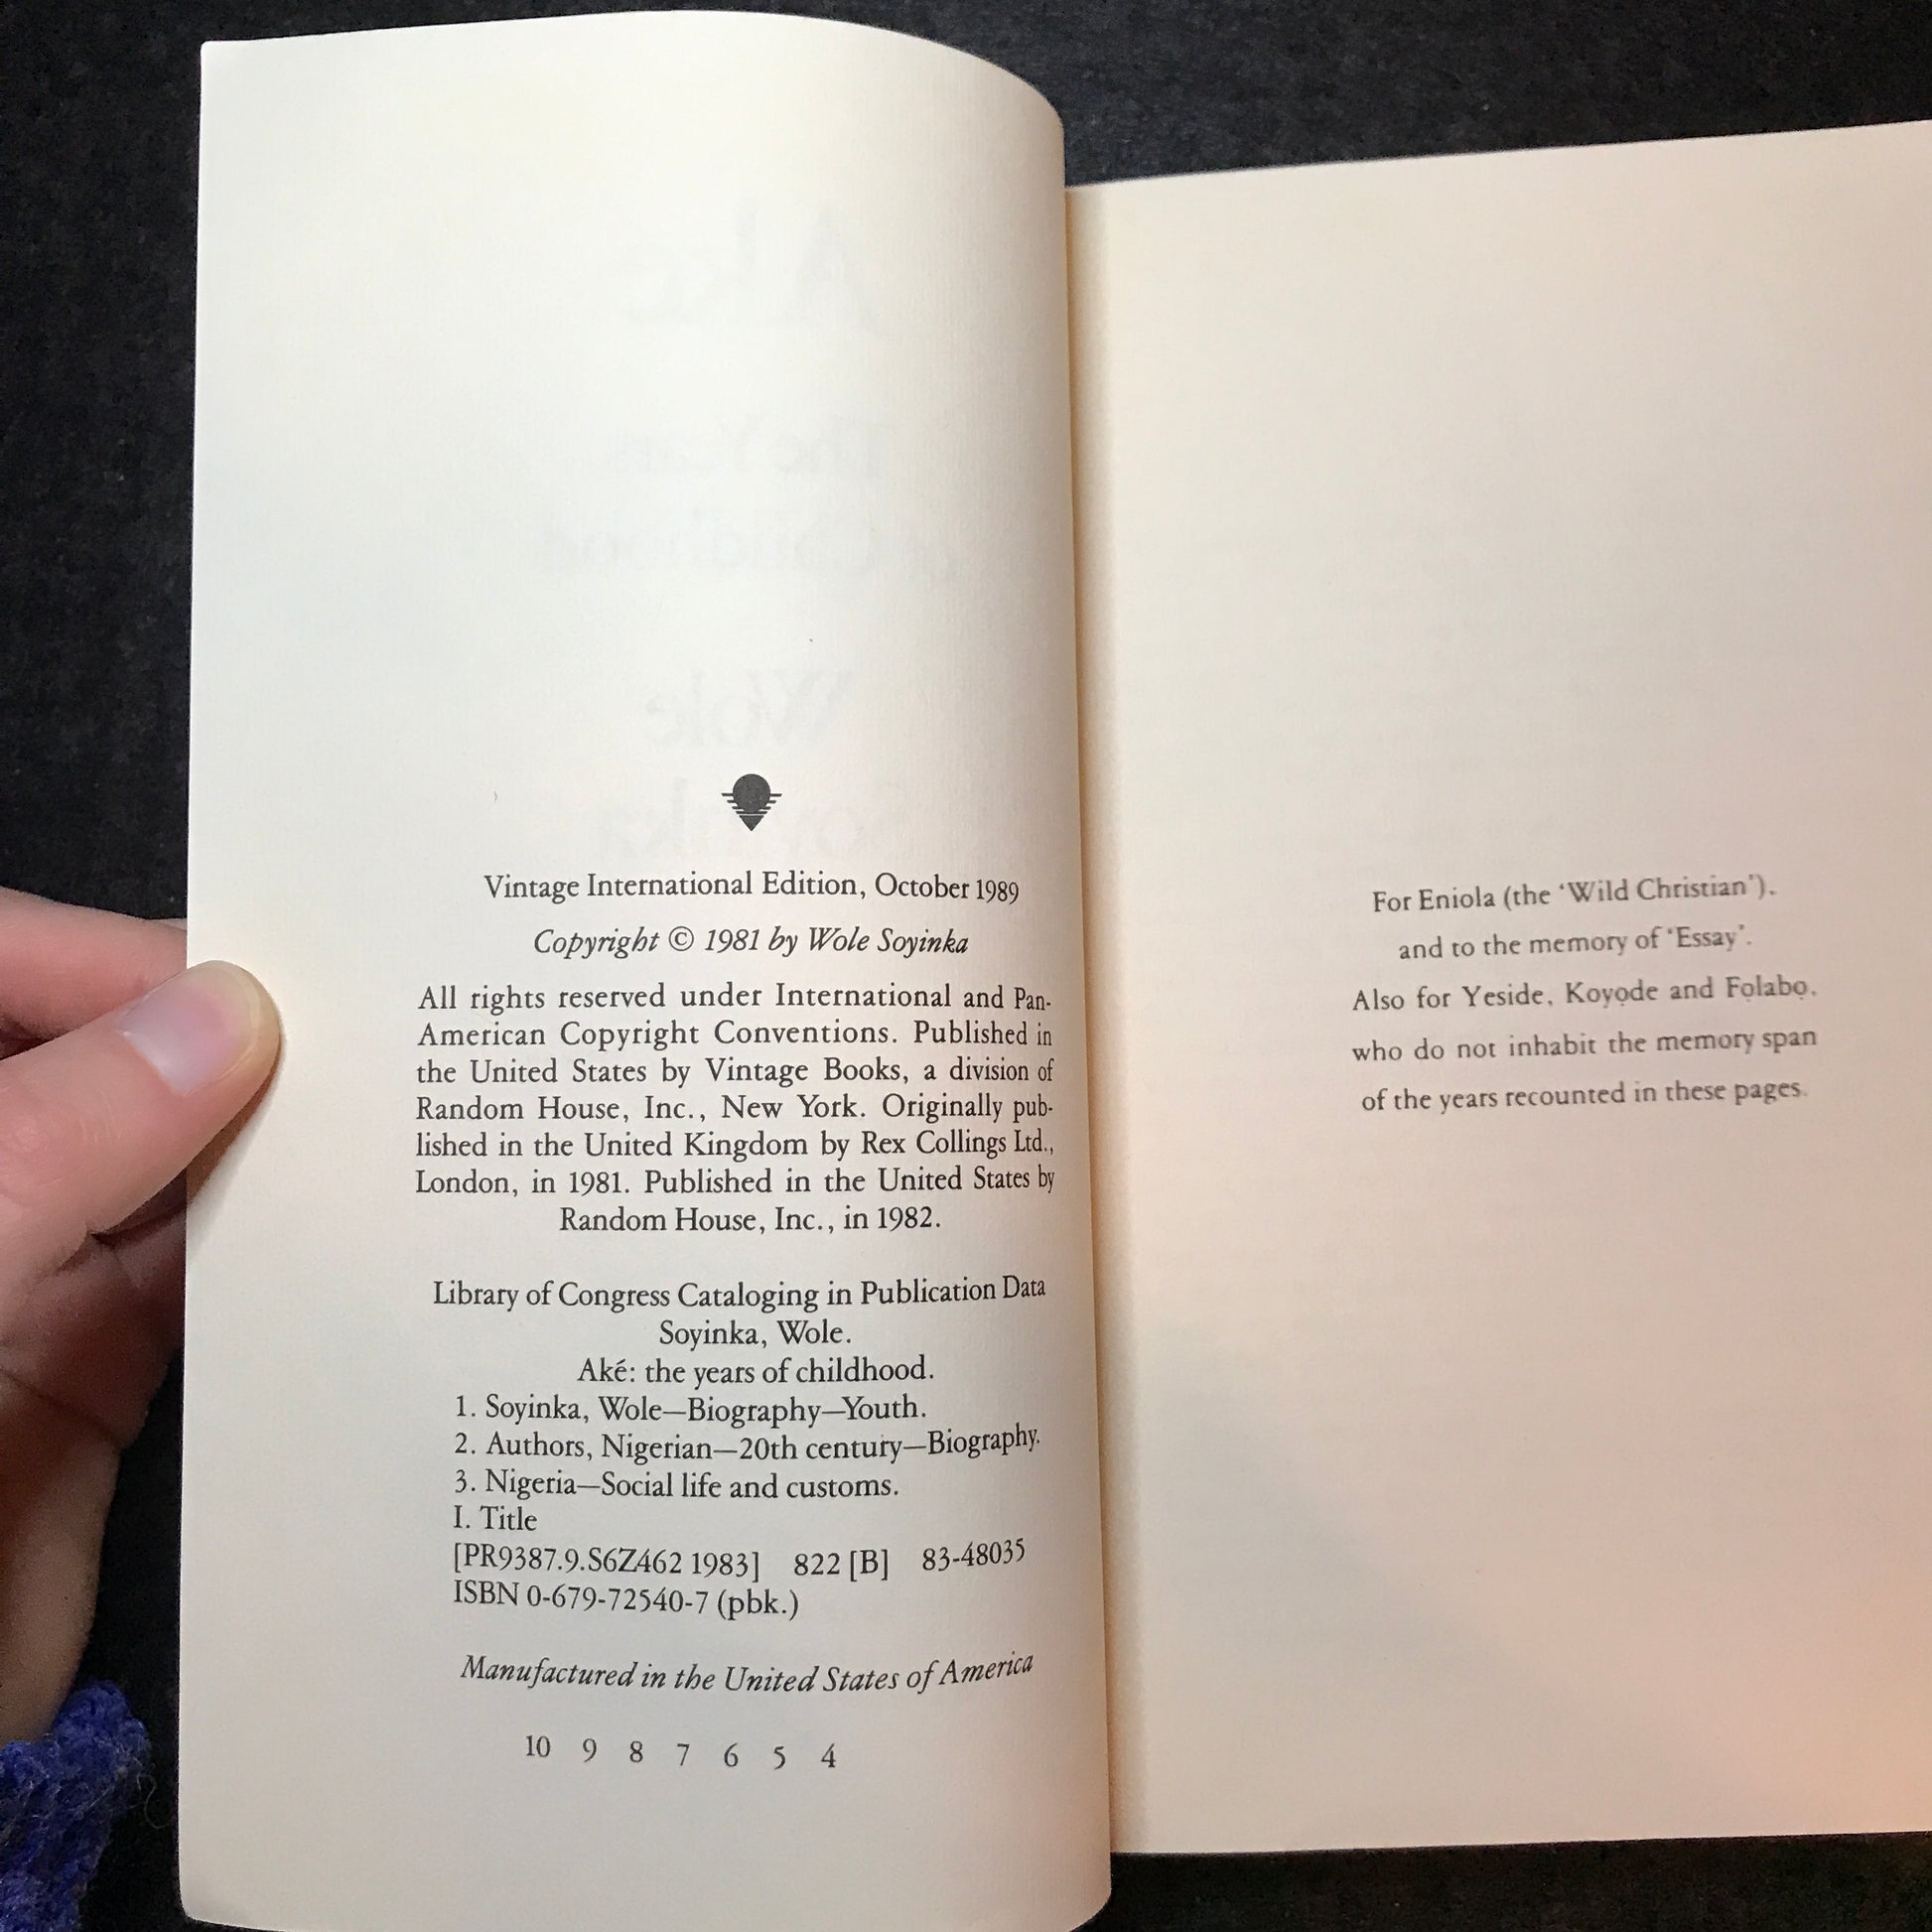 Vintage International Edition, October 1989
Copyright © 1981 by Wole Soyinka
All rights reserved under International and Pan-
American Copyright Conventions. Published in
the United States by Vintage Books, a division of
Random House, Inc., New York. Originally pub-
lished in the United Kingdom by Rex Collings Ltd.,
London, in 1981. Published in the United States by
Random House, Inc., in 1982.
Library of Congress Cataloging in Publication Data
Soyinka, Wole.
Aké: the years of childhood.
1. Soyinka, Wole—Biography—Youth.
2. Authors, Nigerian—20th century—Biography.
3. Nigeria—Social life and customs.
I. Title
[PR9387.9.S6Z462 1983] 822 [B] 83-48035
ISBN 0-679-72540-7 (pbk.)
Manufactured in the United States of America
10 9 8 7 6 5 4
For Eniola (the ‘Wild Christian’).
and to the memory of ‘Essay’.
Also for Yeside, Koyọde and Fọlabọ.
who do not inhabit the memory span
of the years recounted in these pages.